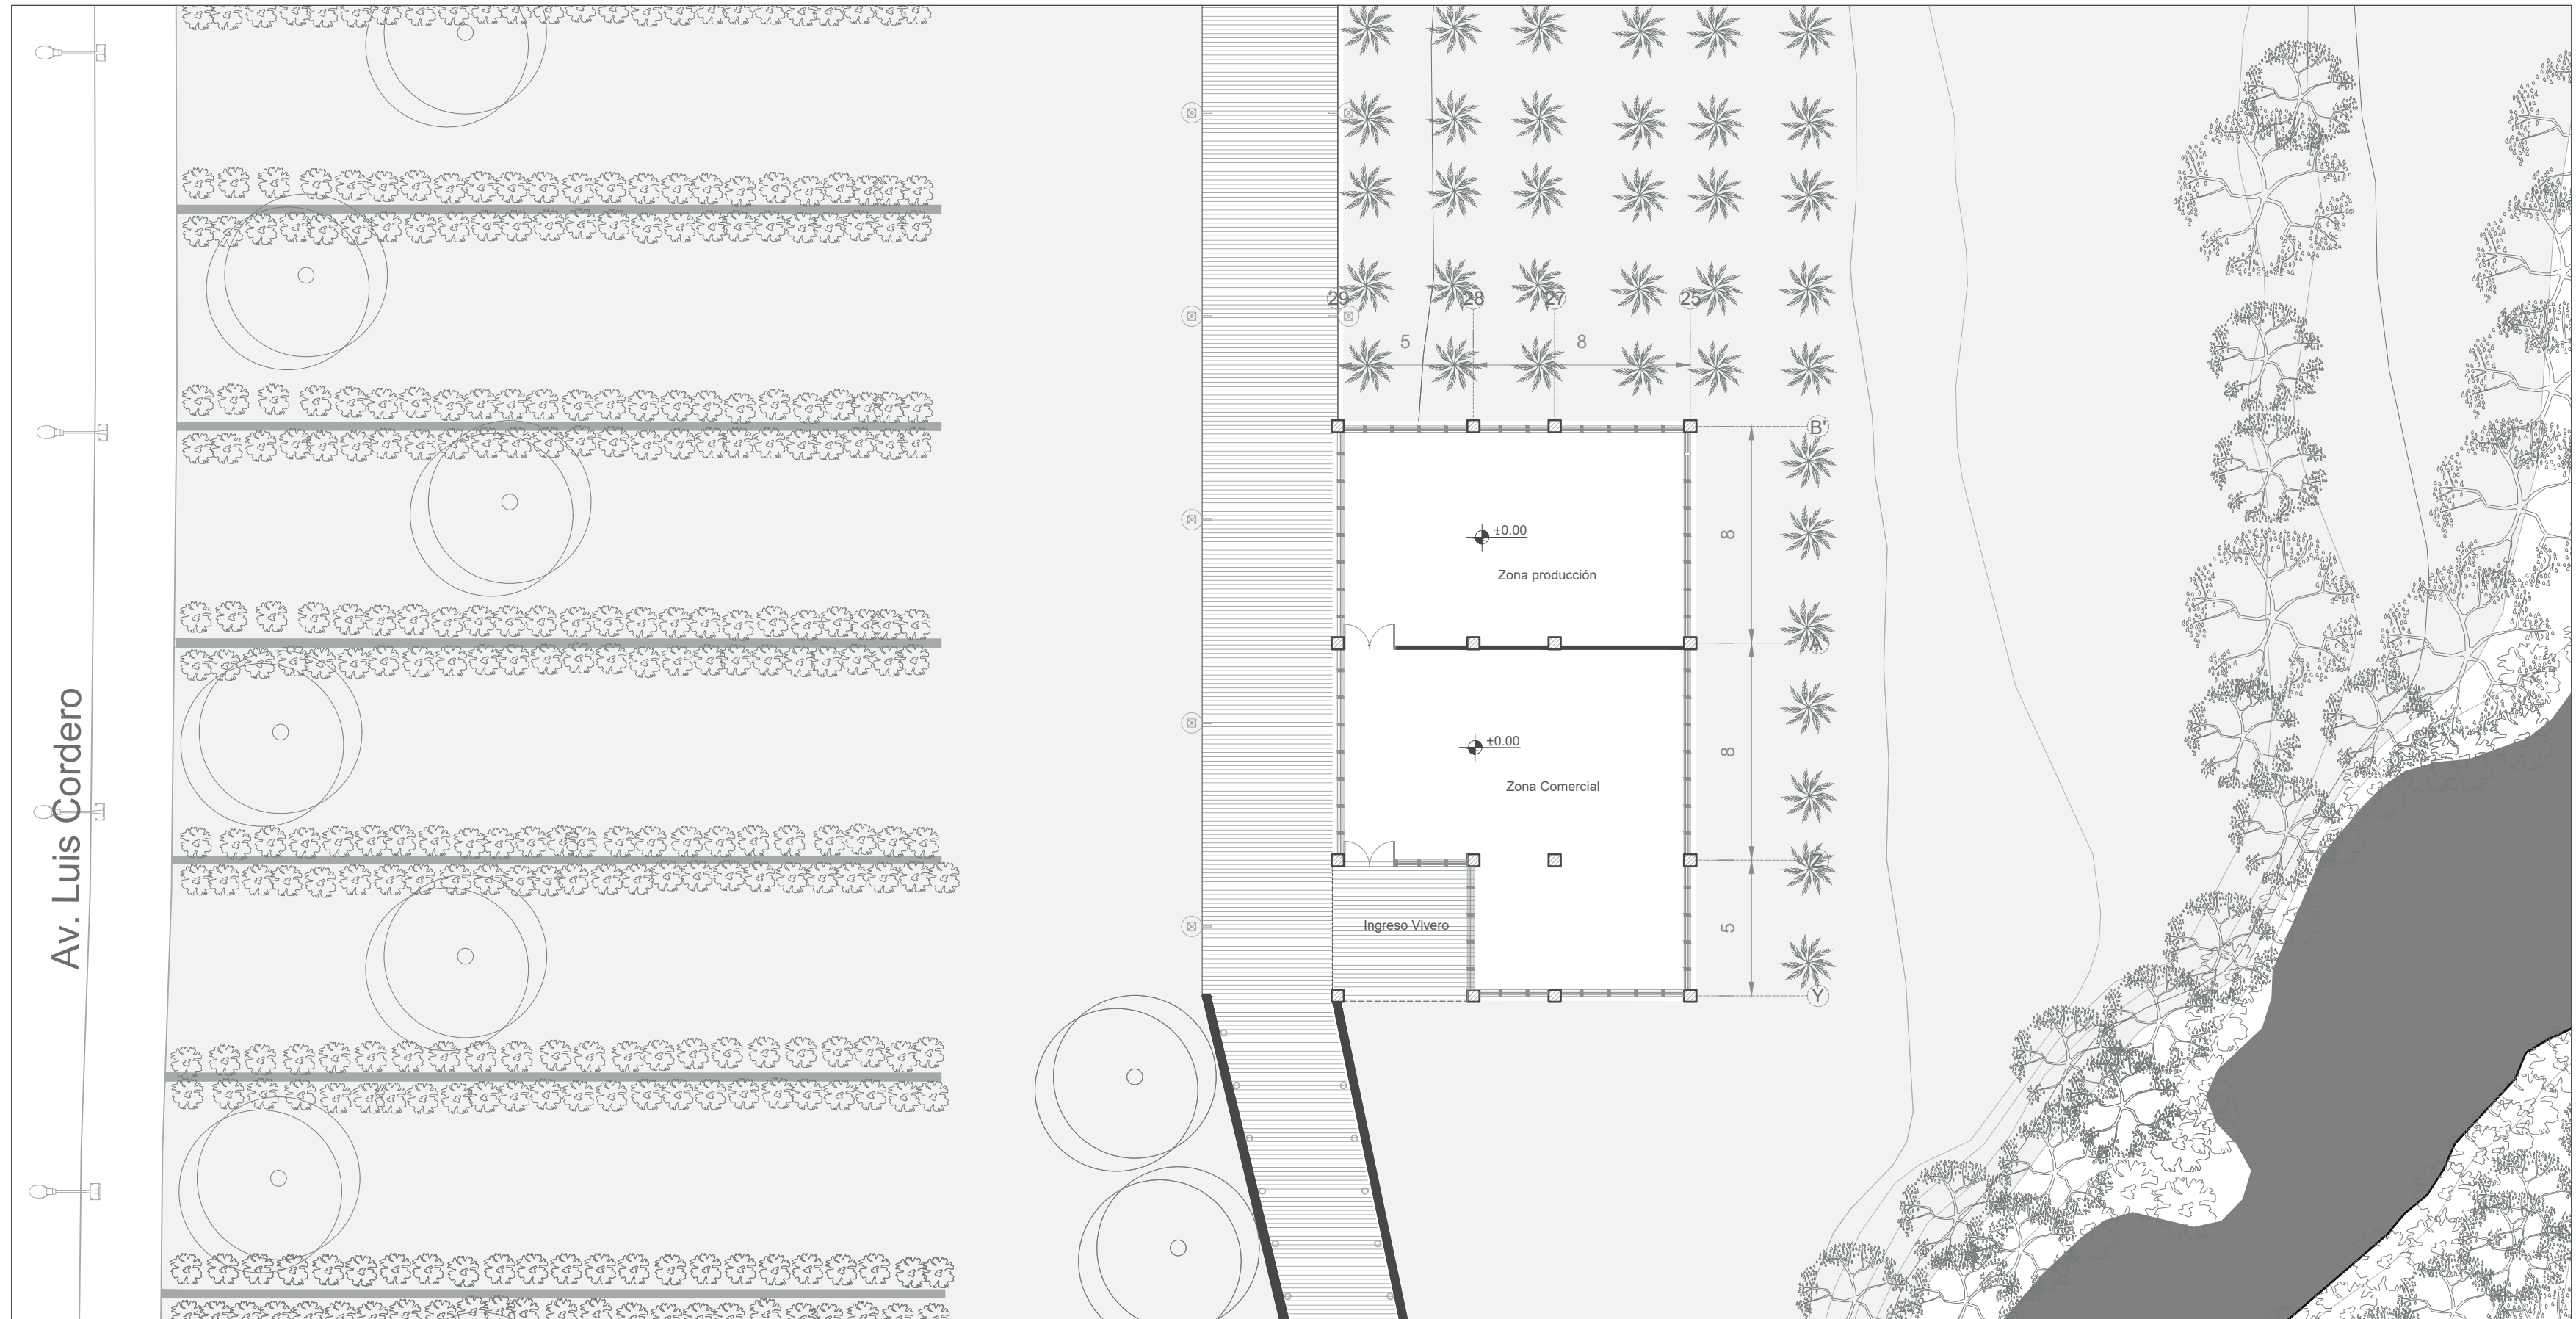 29 28 27 25
5 8
B'
±0.00
8
Zona producción
A
±0.00
8
Zona Comercial
Z
Ingreso Vivero
5
Y
Av. Luis Cordero